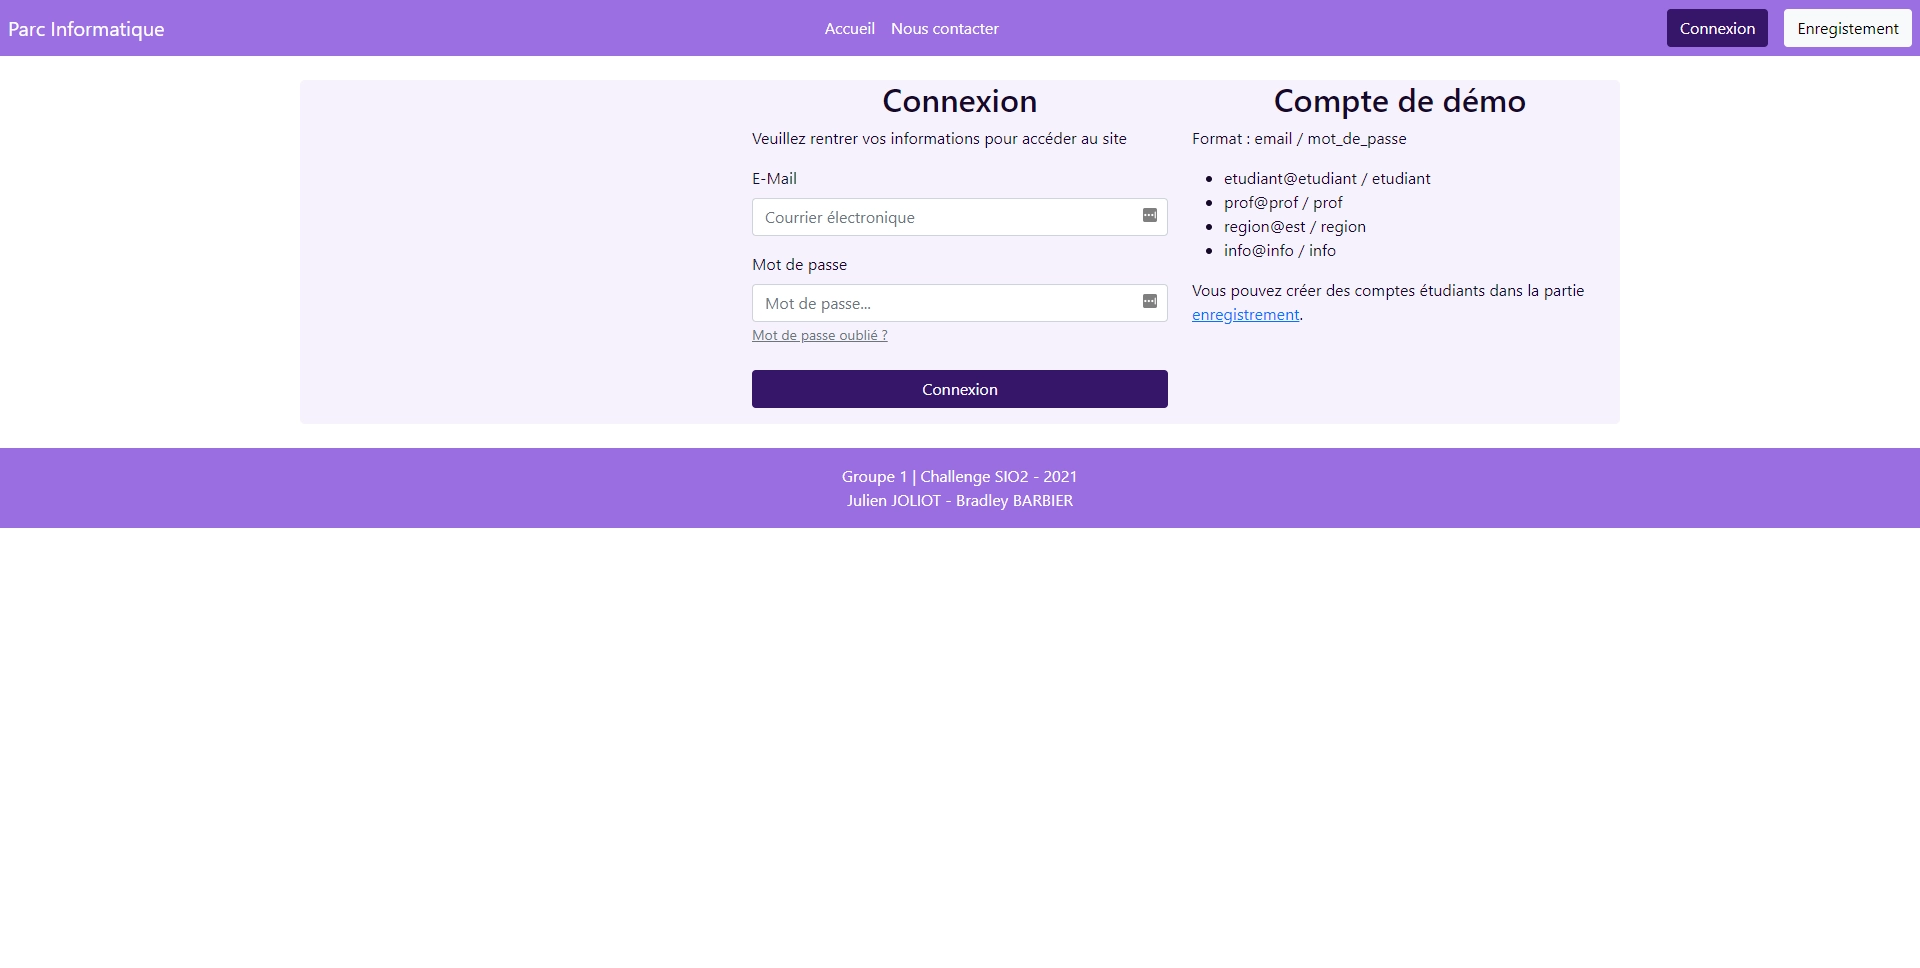 Parc Informatique
Accueil
Nous contacter
Connexion
Enregistement
Connexion
Veuillez rentrer vos informations pour accéder au site
E-Mail
Courrier électronique
Mot de passe
Mot de passe...
Mot de passe oublié ?
Connexion
Compte de démo
Format : email / mot_de_passe
etudiant@etudiant / etudiant
prof@prof / prof
region@est / region
info@info / info
Vous pouvez créer des comptes étudiants dans la partie
enregistrement.
Groupe 1 | Challenge SIO2 - 2021
Julien JOLIOT - Bradley BARBIER